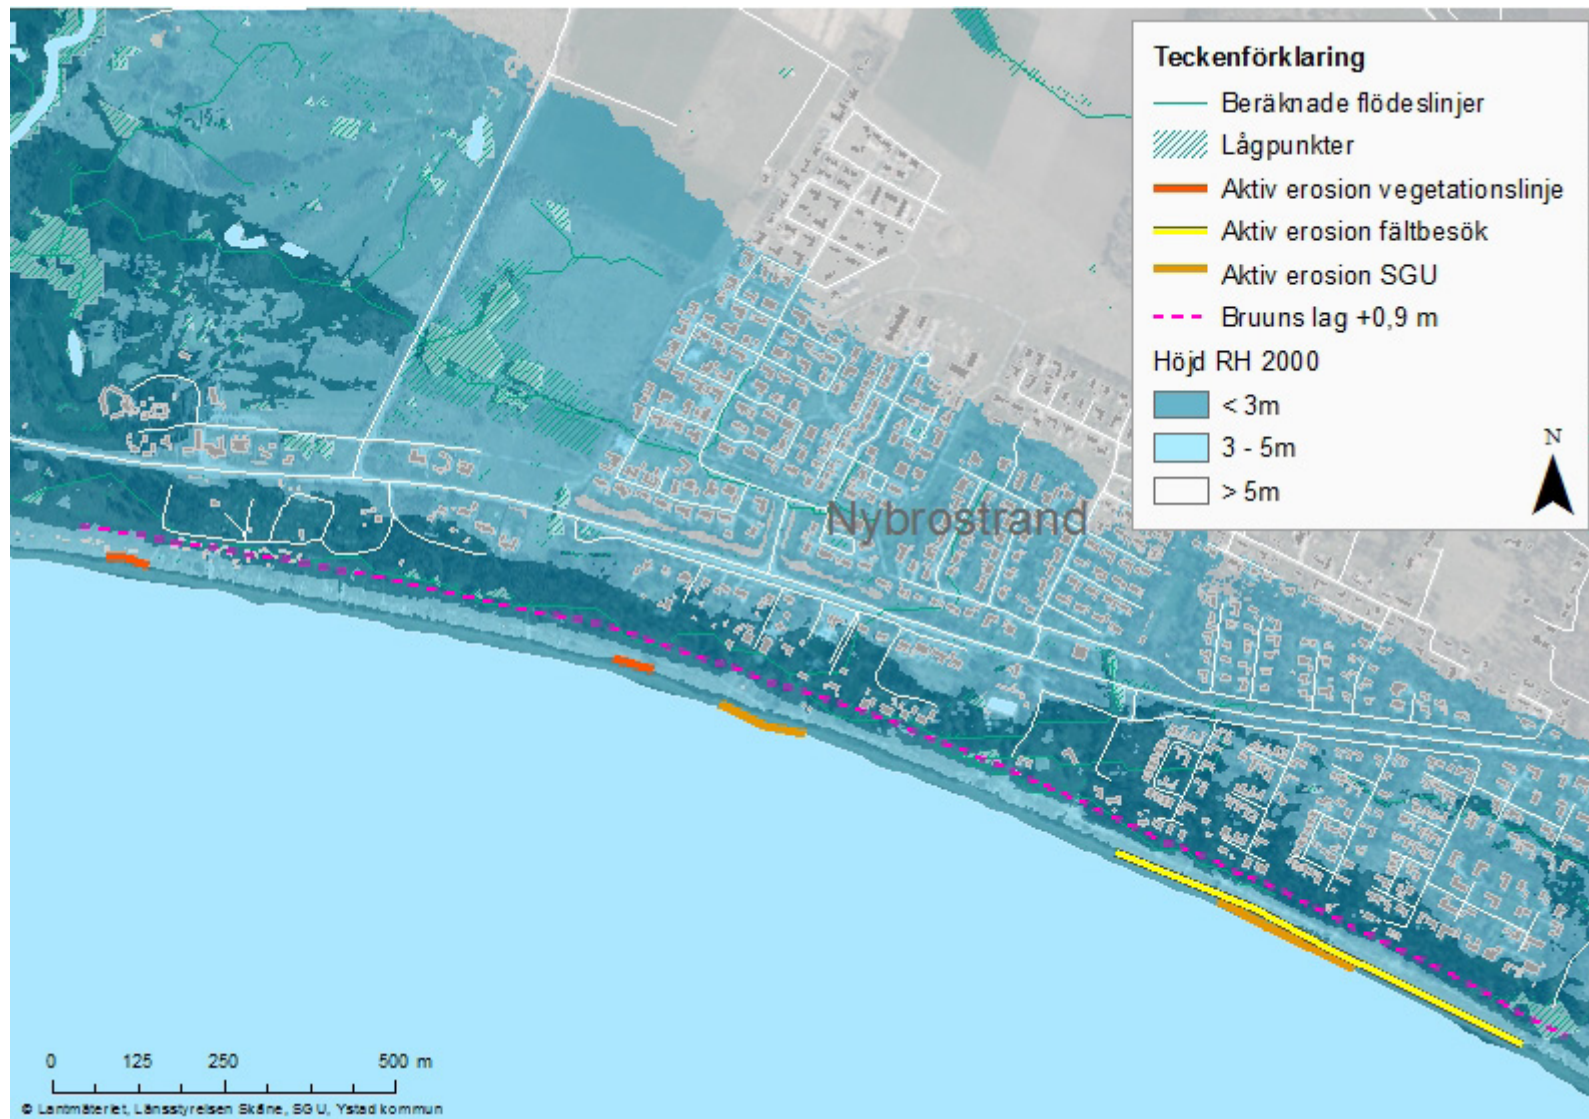 Teckenförklaring
Beräknade flödeslinjer
Lågpunkter
Aktiv erosion vegetationslinje
Aktiv erosion fältbesök
Aktiv erosion SGU
Bruuns lag +0,9 m
Höjd RH 2000
< 3m
3 - 5m
> 5m
N
Nybrostrand
0 125 250 500 m
© Lantmäteriet, Länsstyrelsen Skåne, SGU, Ystad kommun